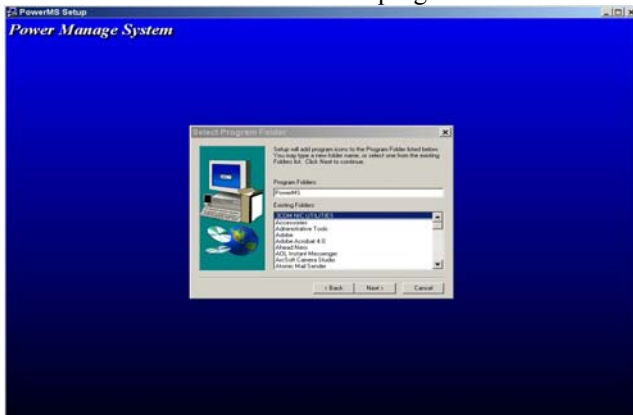 PowerMS Setup
Power Manage System
Select Program Folder
Setup will add program icons to the Program Folder listed below.
You may type a new folder name, or select one from the existing
Folders list. Click Next to continue.
Program Folders:
PowerMS
Existing Folders:
3COM NIC UTILITIES
Accessories
Administrative Tools
Adobe
Adobe Acrobat 4.0
Ahead Nero
AOL Instant Messenger
ArcSoft Camera Studio
Atomic Mail Sender
< Back
Next >
Cancel